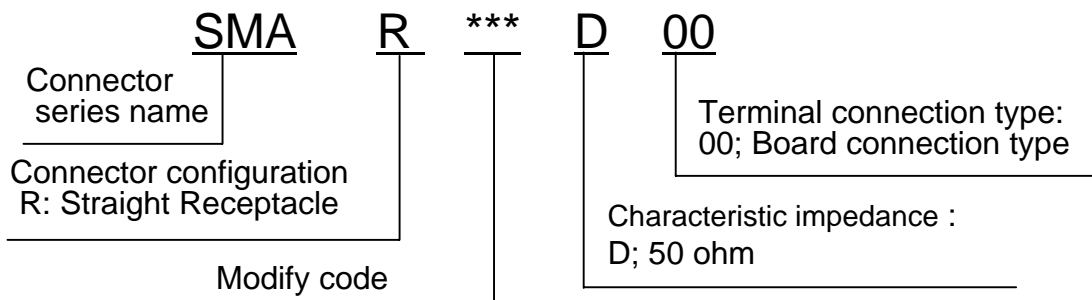 SMA R *** D 00
Connector
series name
Terminal connection type:
00; Board connection type
Connector configuration
R: Straight Receptacle
Characteristic impedance :
D; 50 ohm
Modify code